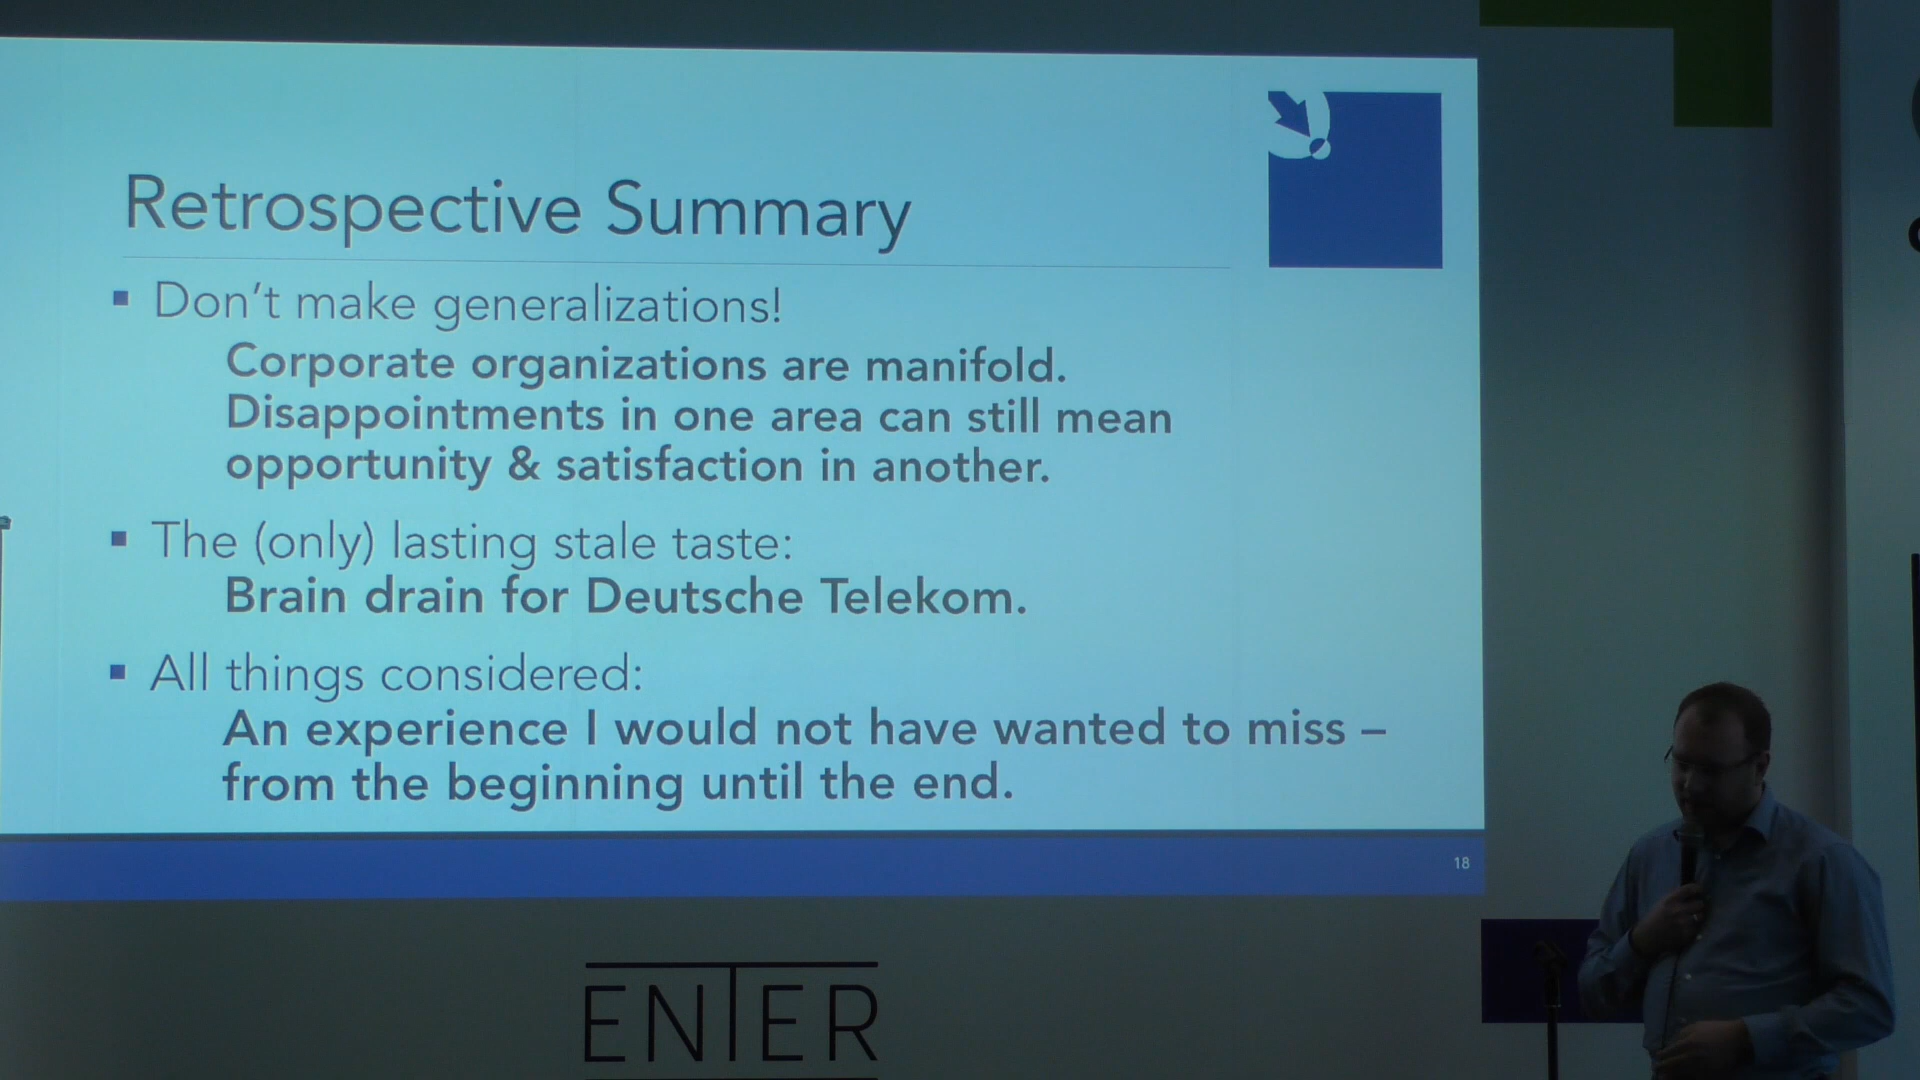 Retrospective Summary
▪ Don't make generalizations!
Corporate organizations are manifold.
Disappointments in one area can still mean
opportunity & satisfaction in another.
▪ The (only) lasting stale taste:
Brain drain for Deutsche Telekom.
▪ All things considered:
An experience I would not have wanted to miss –
from the beginning until the end.
18
ENTER